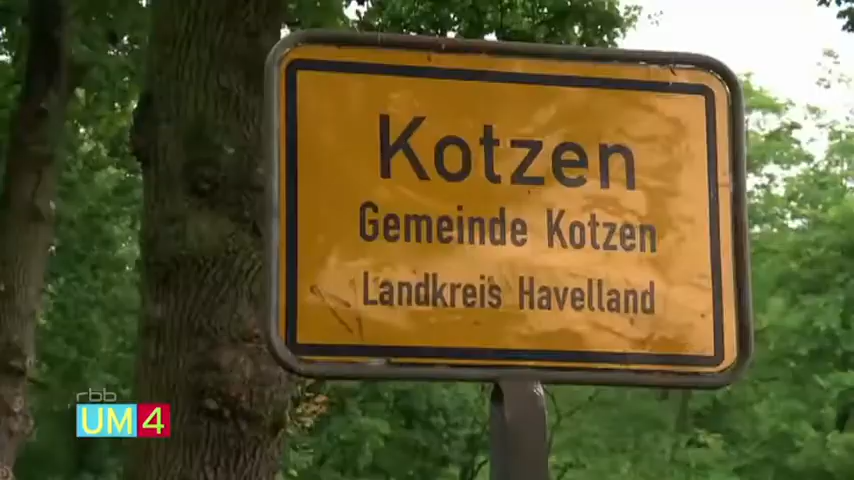 Kotzen
Gemeinde Kotzen
Landkreis Havelland
rbb
UM4